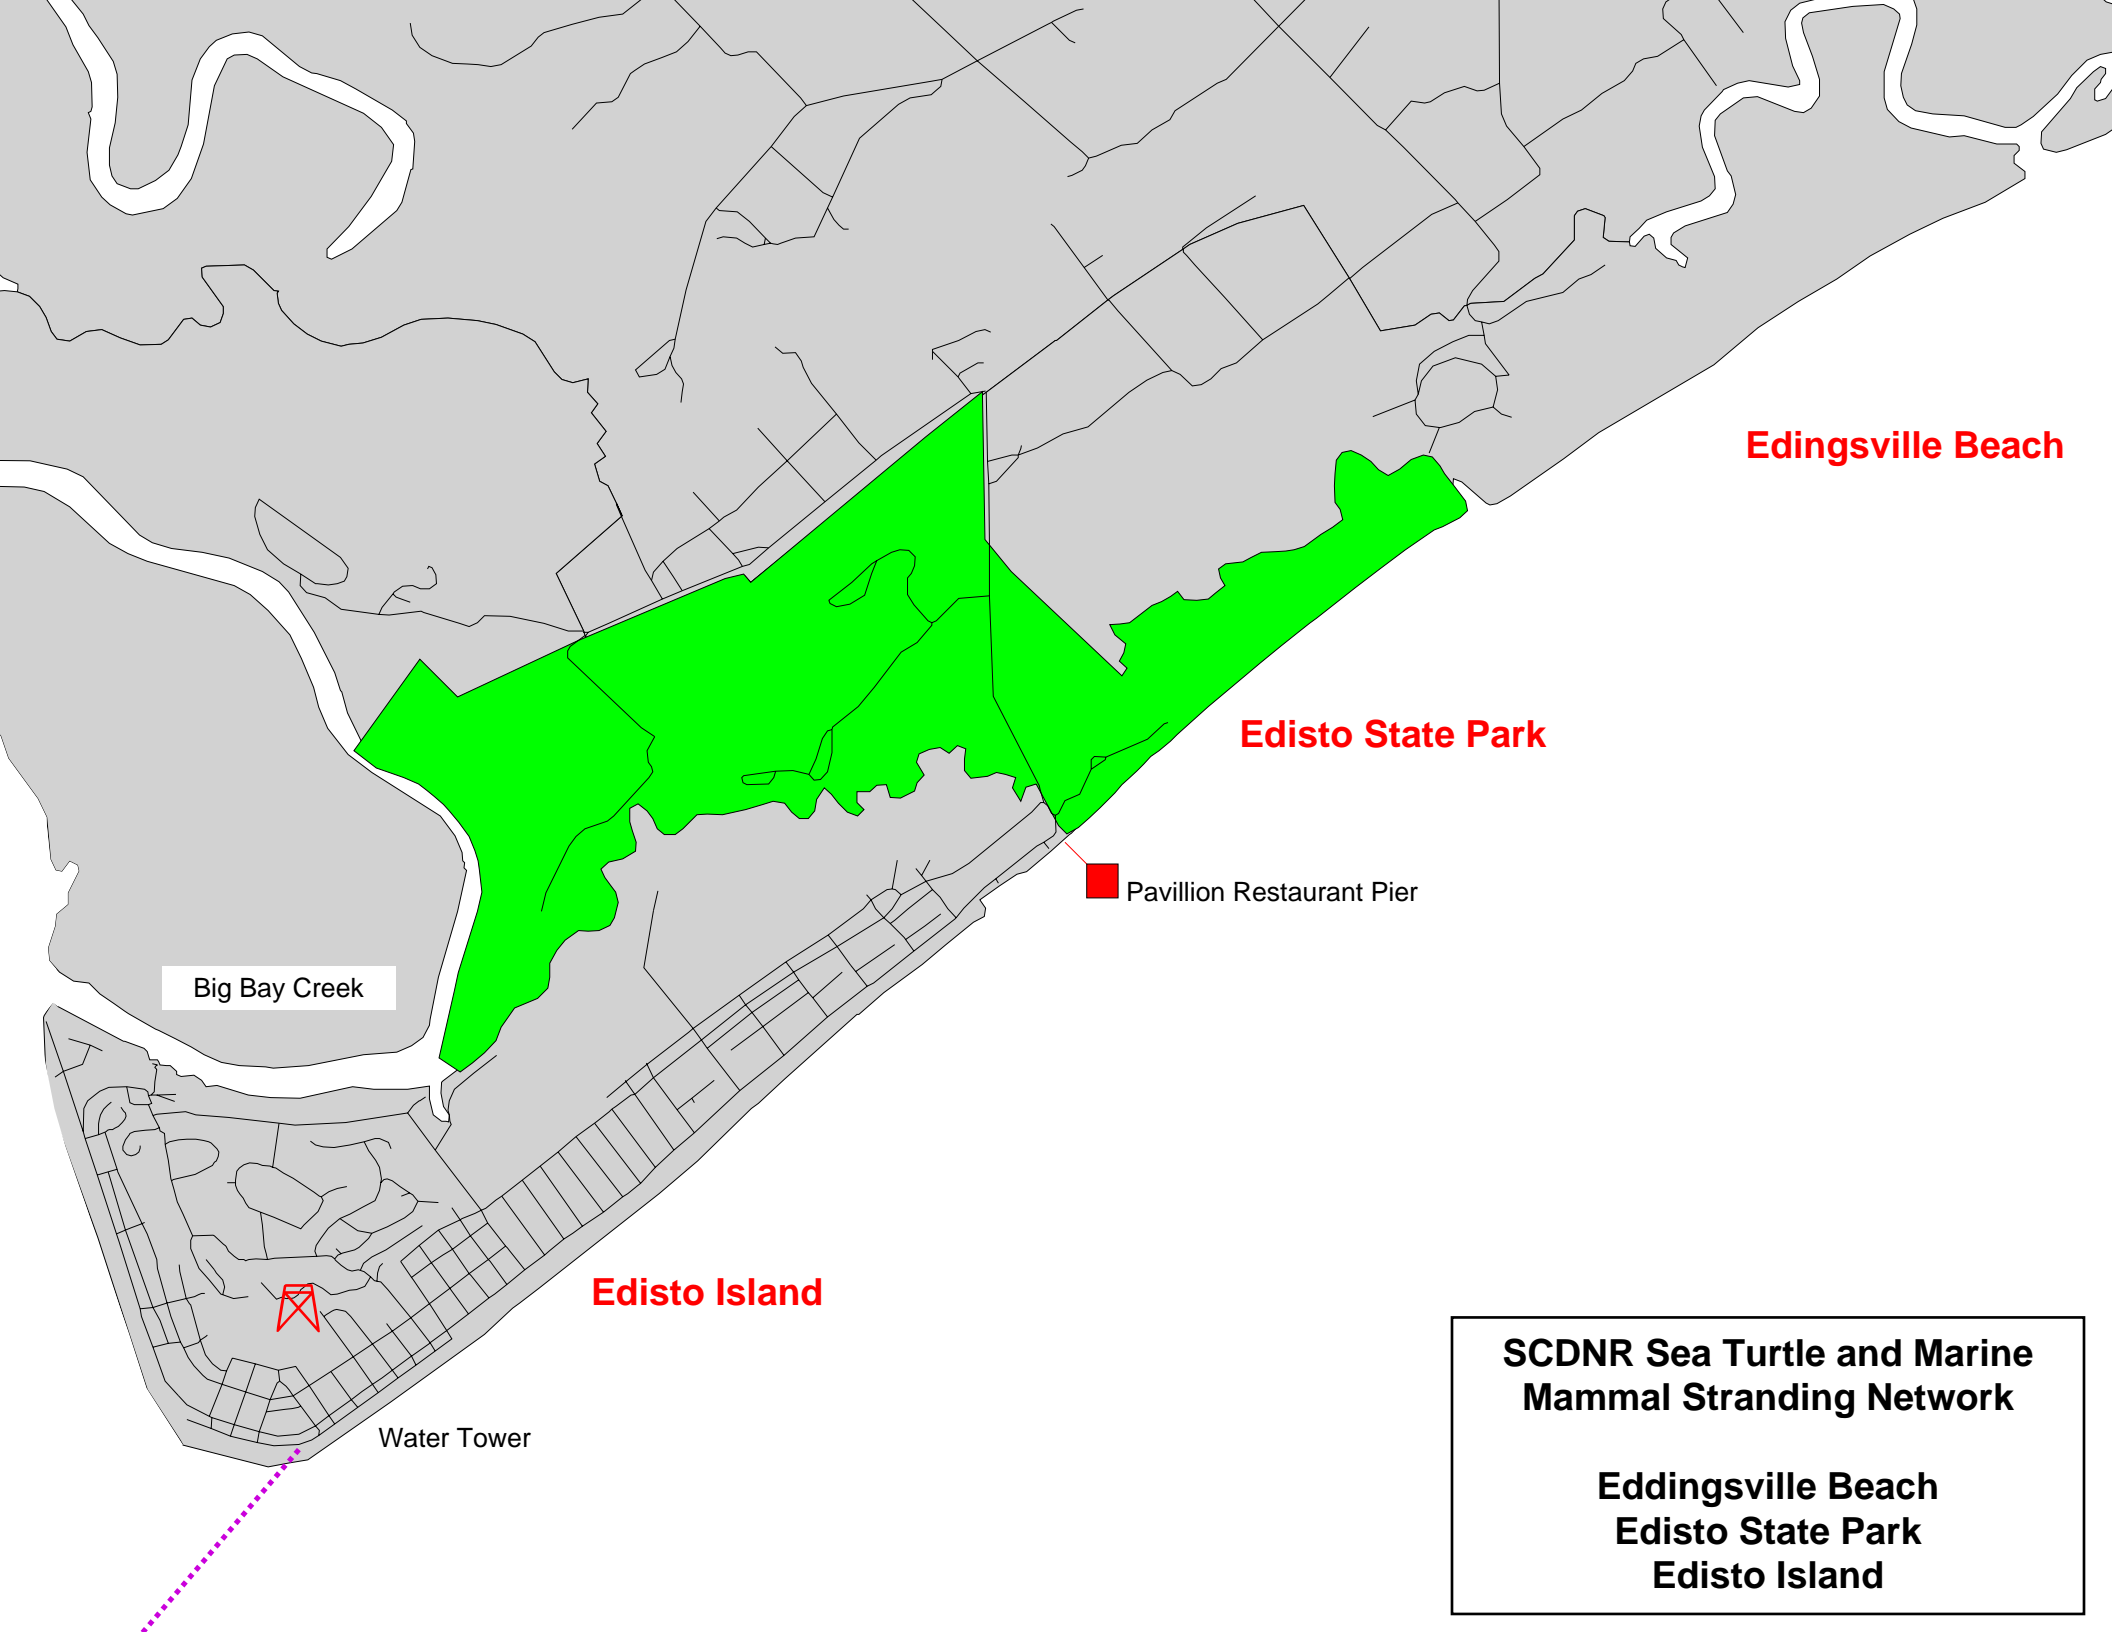 Edingsville Beach
Edisto State Park
Pavillion Restaurant Pier
Big Bay Creek
Edisto Island
Water Tower
SCDNR Sea Turtle and Marine
Mammal Stranding Network
Eddingsville Beach
Edisto State Park
Edisto Island